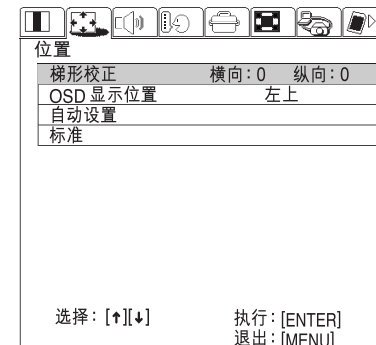 位置
梯形校正 横向:0 纵向:0
OSD 显示位置 左上
自动设置
标准
选择:[↑][↓] 执行:[ENTER]
退出:[MENU]